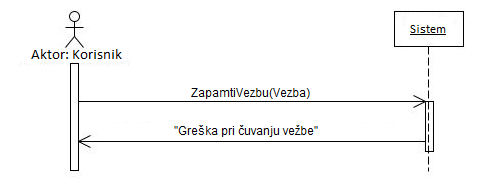 Sistem
Aktor: Korisnik
ZapamtiVezbu(Vezba)
"Greška pri čuvanju vežbe"